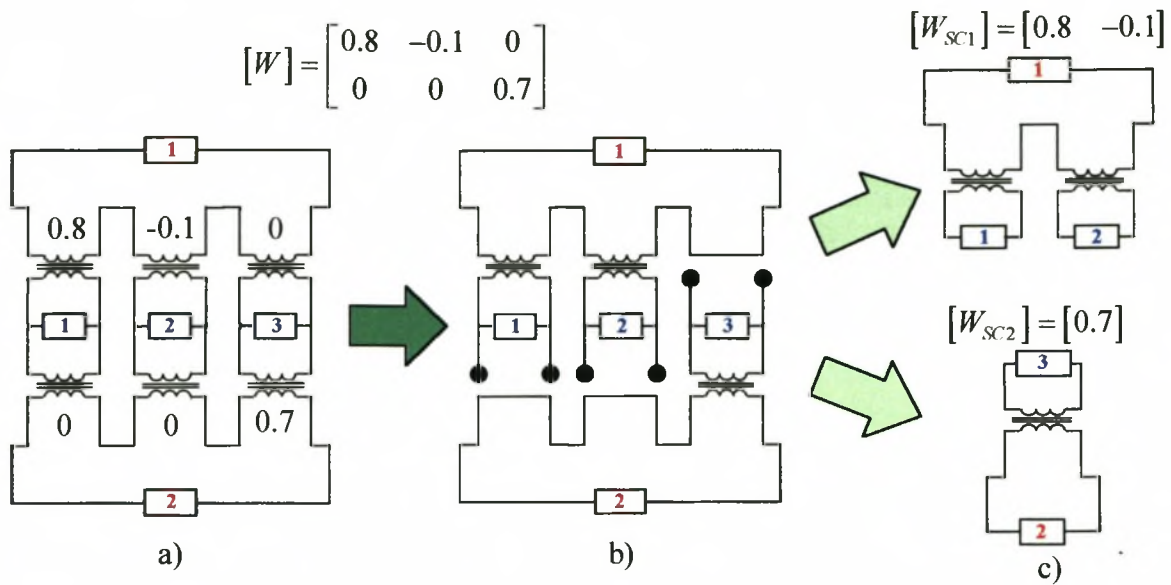 [W] = [0.8 -0.1 0
0 0 0.7]
1
0.8 -0.1 0
1 2 3
0 0 0.7
2
a)
1
1 2 3
2
b)
[W_SC1] = [0.8 -0.1]
1
1 2
[W_SC2] = [0.7]
3
2
c)